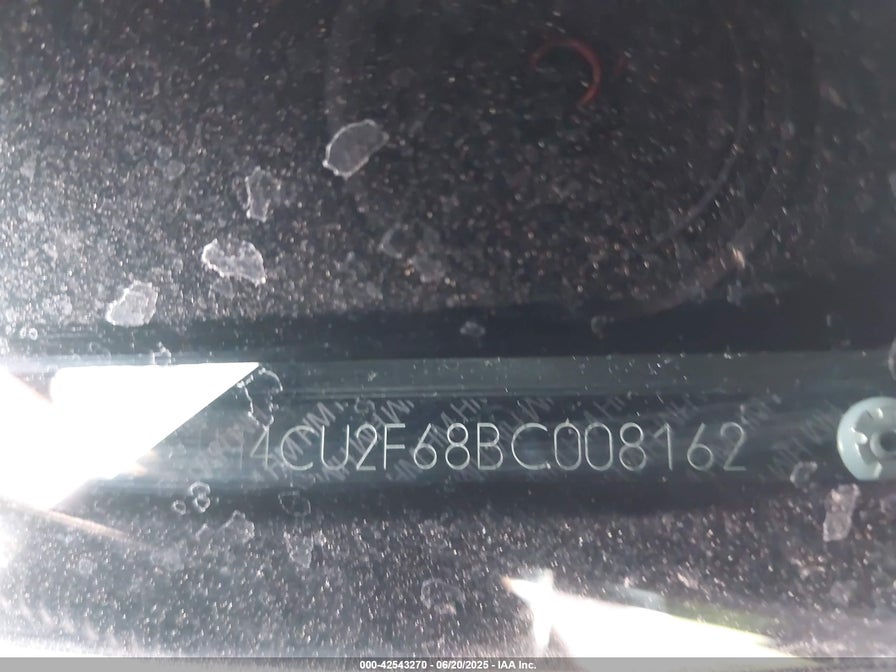 4CU2F68BC008162
000-42543270 - 06/20/2025 - IAA Inc.